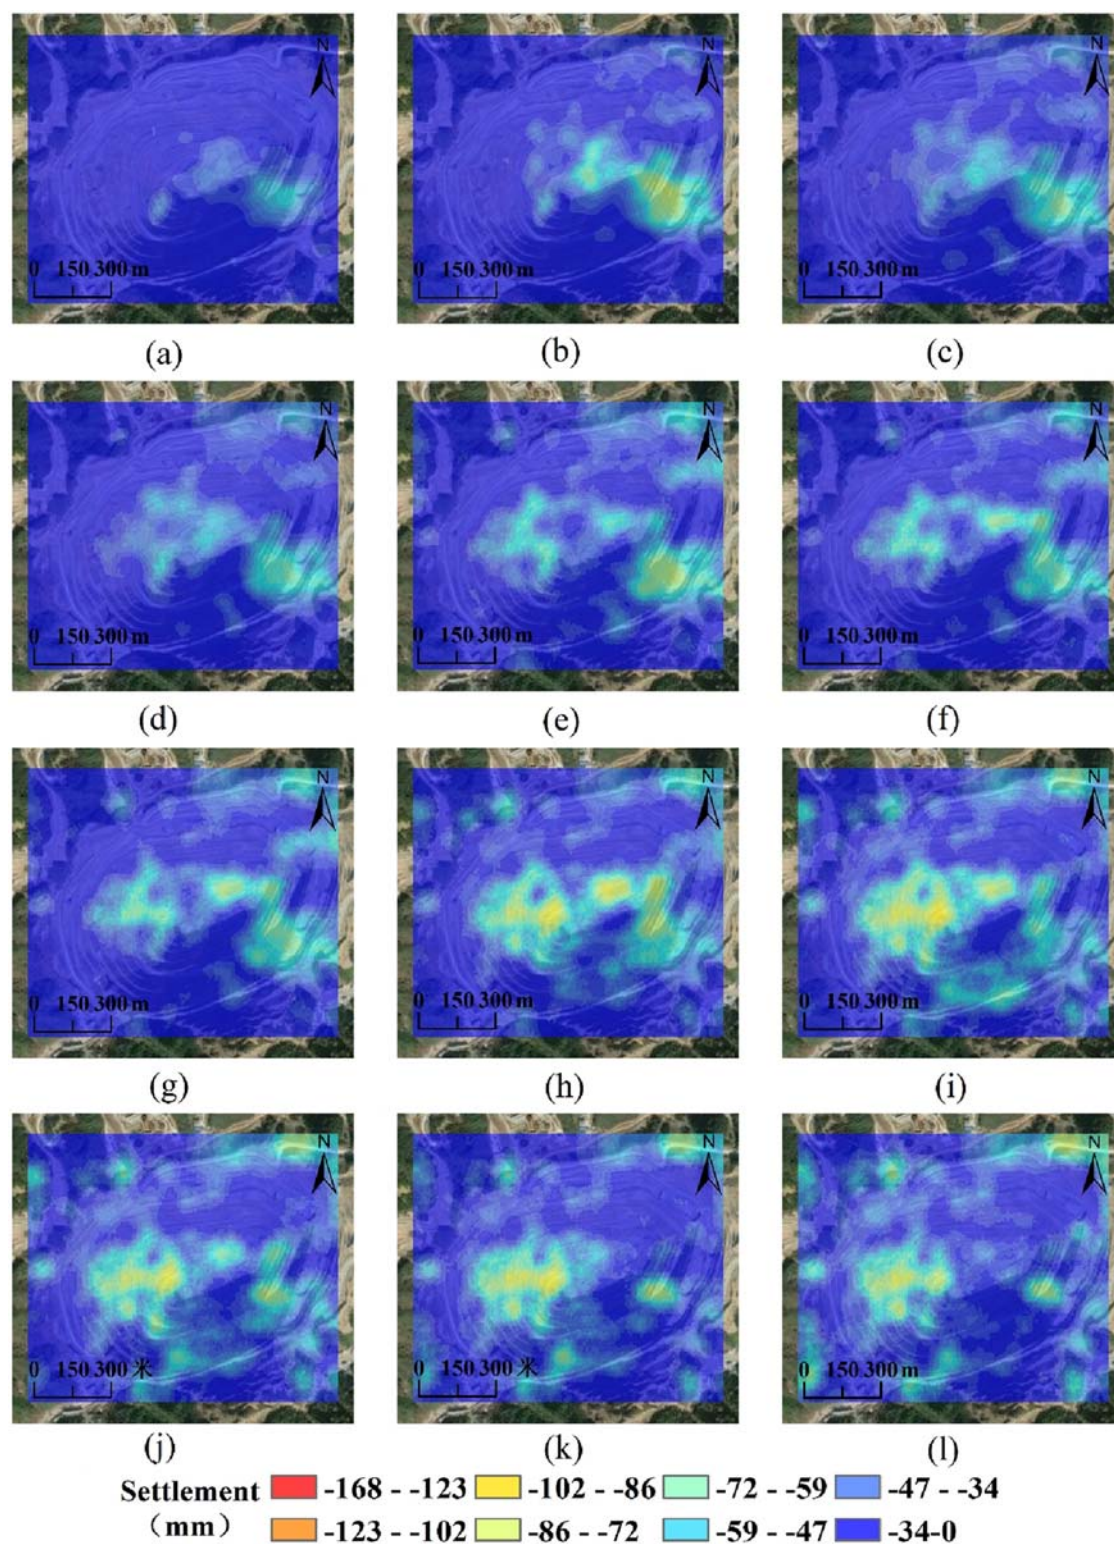 N N N
0 150 300 m 0 150 300 m 0 150 300 m
(a) (b) (c)
N N N
0 150 300 m 0 150 300 m 0 150 300 m
(d) (e) (f)
N N N
0 150 300 m 0 150 300 m 0 150 300 m
(g) (h) (i)
N N N
0 150 300 米 0 150 300 米 0 150 300 m
(j) (k) (l)
Settlement -168 - -123 -102 - -86 -72 - -59 -47 - -34
（mm） -123 - -102 -86 - -72 -59 - -47 -34-0